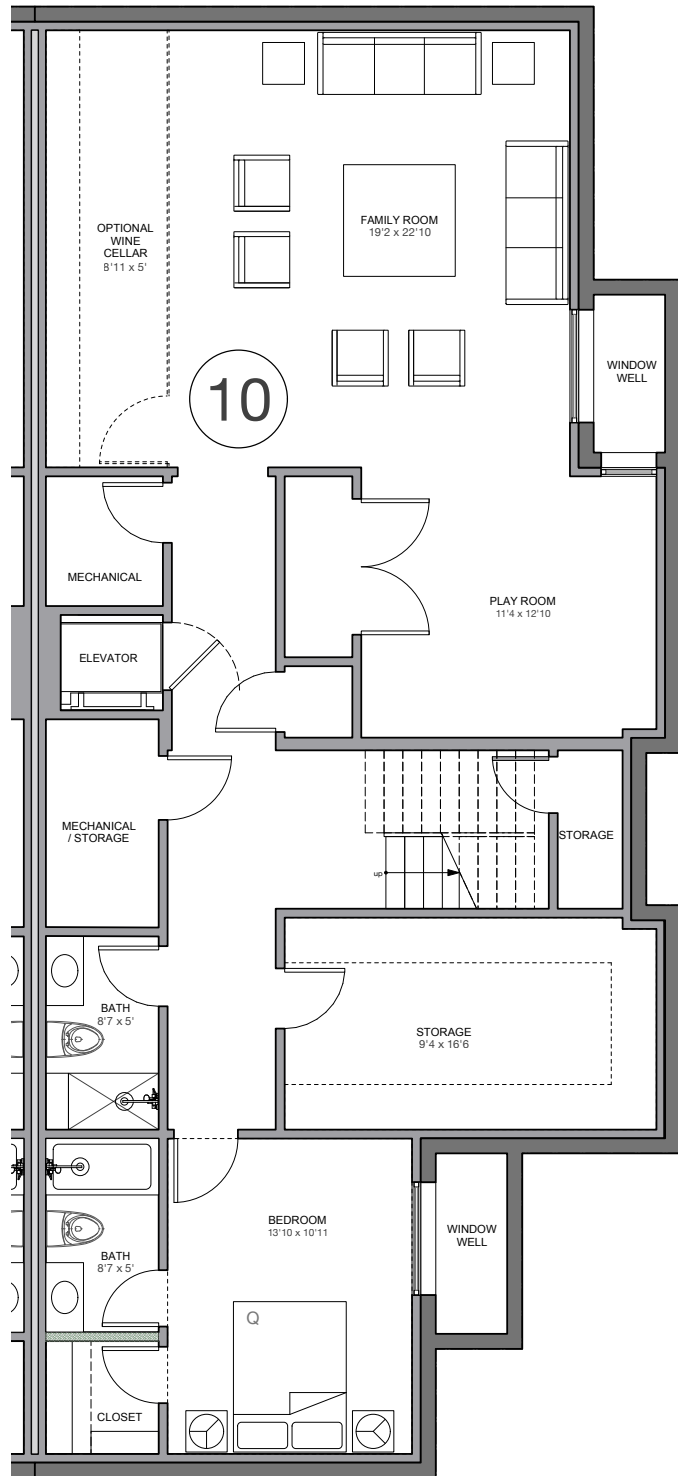 OPTIONAL
WINE
CELLAR
8'11 x 5'
FAMILY ROOM
19'2 x 22'10
WINDOW
WELL
10
MECHANICAL
PLAY ROOM
11'4 x 12'10
ELEVATOR
MECHANICAL
/ STORAGE
STORAGE
up
BATH
8'7 x 5'
STORAGE
9'4 x 16'6
BEDROOM
13'10 x 10'11
WINDOW
WELL
BATH
8'7 x 5'
Q
CLOSET